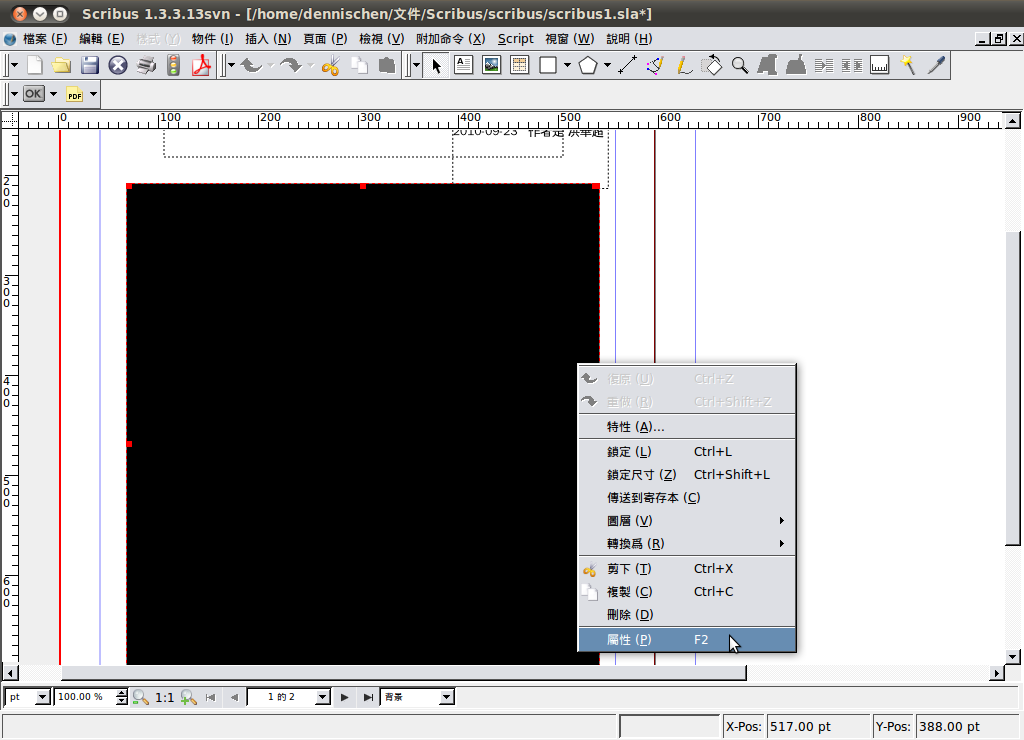 Scribus 1.3.3.13svn - [/home/dennischen/文件/Scribus/scribus/scribus1.sla*]
檔案 (F) 編輯 (E) 樣式 (Y) 物件 (I) 插入 (N) 頁面 (P) 檢視 (V) 附加命令 (X) Script 視窗 (W) 說明 (H)
OK PDF
0 100 200 300 400 500 600 700 800 900
2010-09-23 作者是 洪華超
200
300
400
500
600
復原 (U) Ctrl+Z
重做 (R) Ctrl+Shift+Z
特性 (A)...
鎖定 (L) Ctrl+L
鎖定尺寸 (Z) Ctrl+Shift+L
傳送到寄存本 (C)
圖層 (V)
轉換爲 (R)
剪下 (T) Ctrl+X
複製 (C) Ctrl+C
刪除 (D)
屬性 (P) F2
pt 100.00 % 1:1 1 的 2 背景
X-Pos: 517.00 pt Y-Pos: 388.00 pt